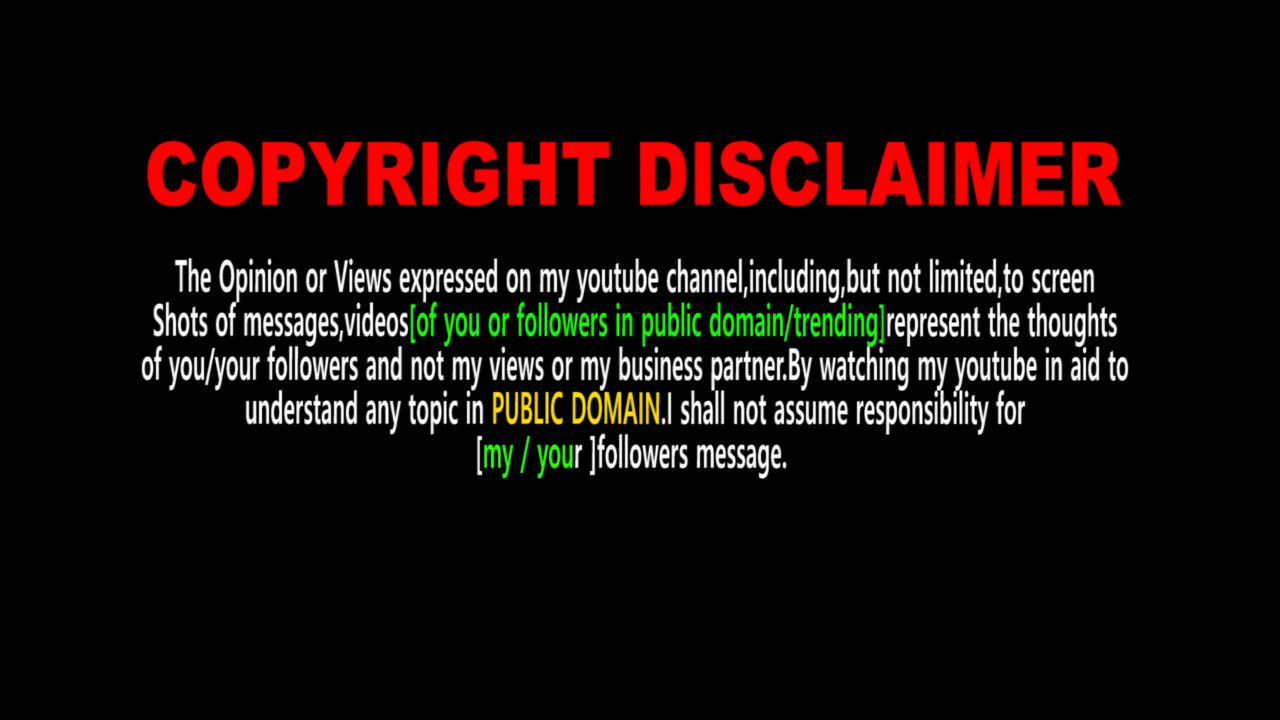 COPYRIGHT DISCLAIMER
The Opinion or Views expressed on my youtube channel,including,but not limited,to screen
Shots of messages,videos[of you or followers in public domain/trending]represent the thoughts
of you/your followers and not my views or my business partner.By watching my youtube in aid to
understand any topic in PUBLIC DOMAIN.I shall not assume responsibility for
[my / your ]followers message.